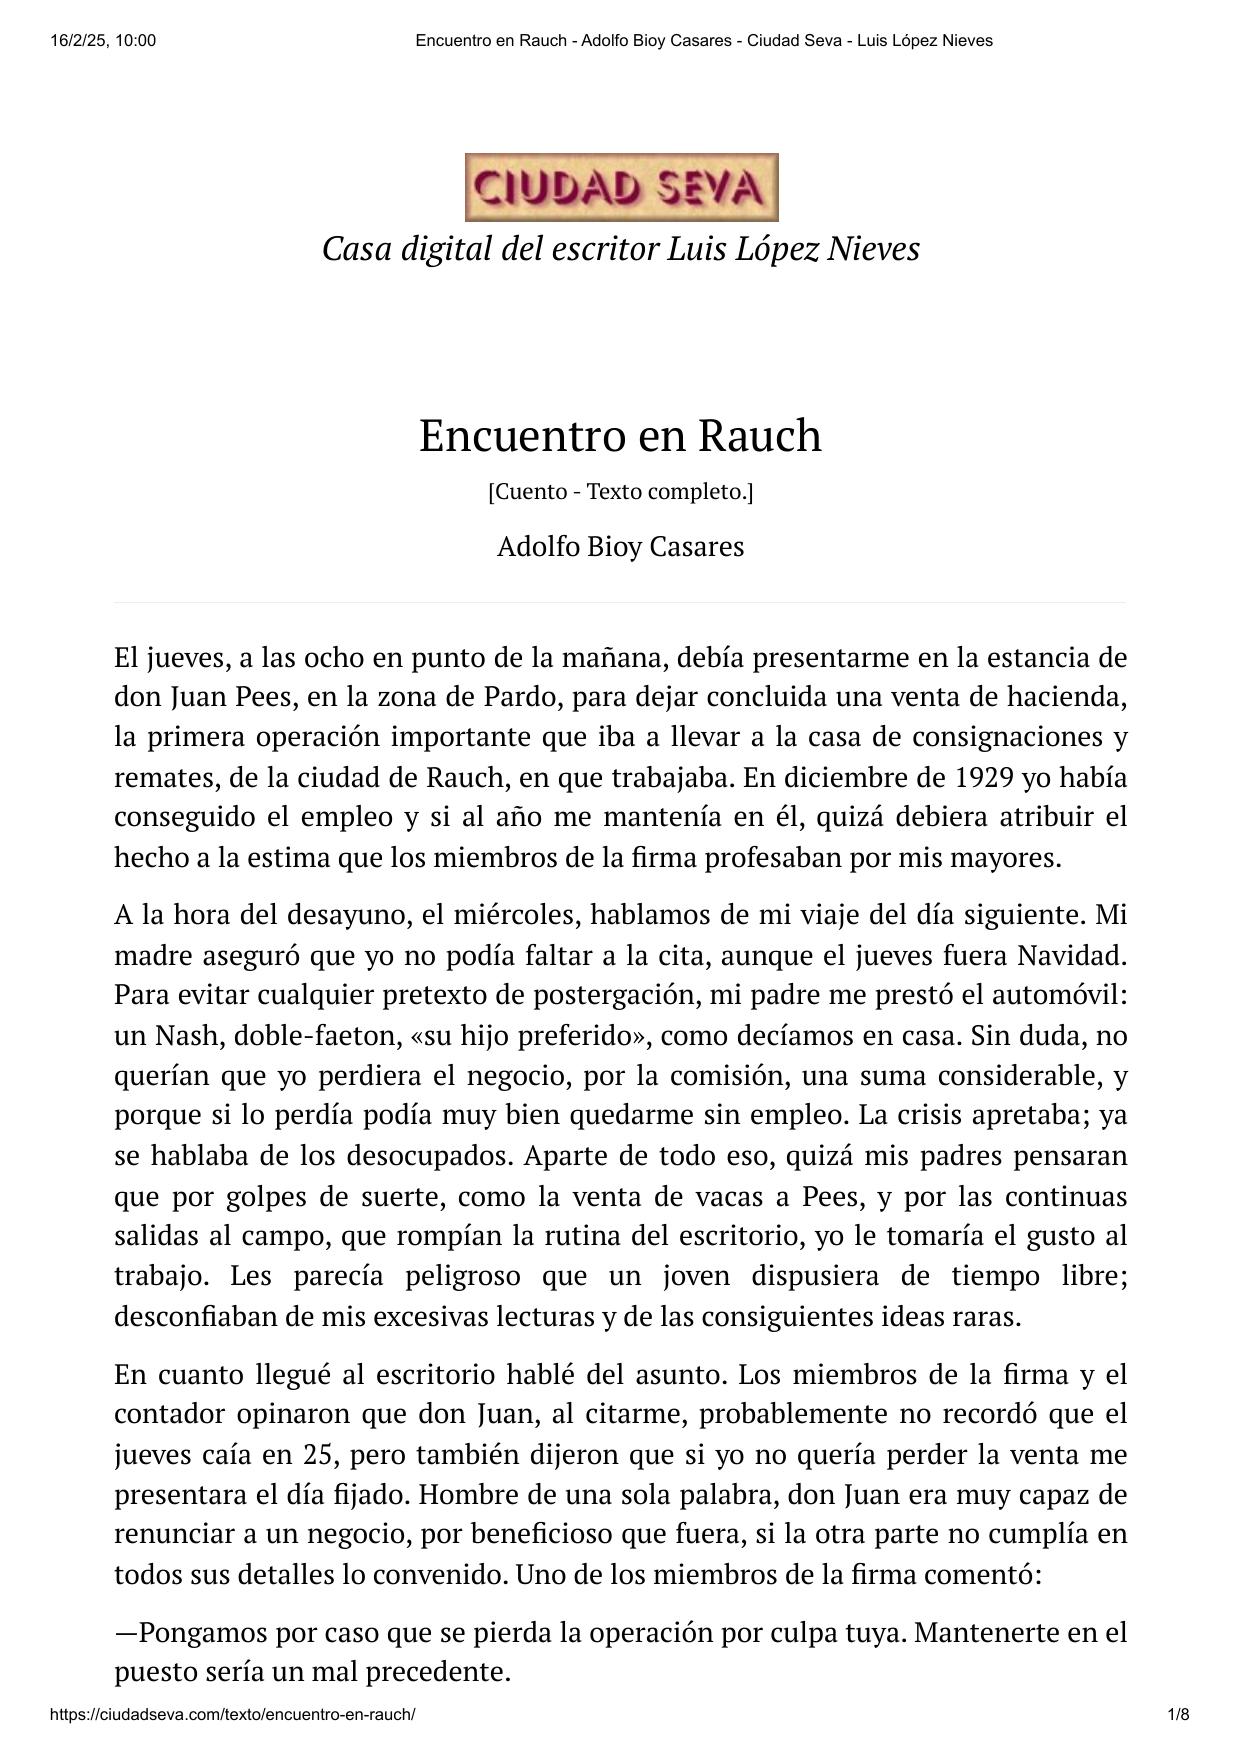 16/2/25, 10:00
Encuentro en Rauch - Adolfo Bioy Casares - Ciudad Seva - Luis López Nieves
CIUDAD SEVA
Casa digital del escritor Luis López Nieves
Encuentro en Rauch
[Cuento - Texto completo.]
Adolfo Bioy Casares
El jueves, a las ocho en punto de la mañana, debía presentarme en la estancia de
don Juan Pees, en la zona de Pardo, para dejar concluida una venta de hacienda,
la primera operación importante que iba a llevar a la casa de consignaciones y
remates, de la ciudad de Rauch, en que trabajaba. En diciembre de 1929 yo había
conseguido el empleo y si al año me mantenía en él, quizá debiera atribuir el
hecho a la estima que los miembros de la firma profesaban por mis mayores.
A la hora del desayuno, el miércoles, hablamos de mi viaje del día siguiente. Mi
madre aseguró que yo no podía faltar a la cita, aunque el jueves fuera Navidad.
Para evitar cualquier pretexto de postergación, mi padre me prestó el automóvil:
un Nash, doble-faeton, «su hijo preferido», como decíamos en casa. Sin duda, no
querían que yo perdiera el negocio, por la comisión, una suma considerable, y
porque si lo perdía podía muy bien quedarme sin empleo. La crisis apretaba; ya
se hablaba de los desocupados. Aparte de todo eso, quizá mis padres pensaran
que por golpes de suerte, como la venta de vacas a Pees, y por las continuas
salidas al campo, que rompían la rutina del escritorio, yo le tomaría el gusto al
trabajo. Les parecía peligroso que un joven dispusiera de tiempo libre;
desconfiaban de mis excesivas lecturas y de las consiguientes ideas raras.
En cuanto llegué al escritorio hablé del asunto. Los miembros de la firma y el
contador opinaron que don Juan, al citarme, probablemente no recordó que el
jueves caía en 25, pero también dijeron que si yo no quería perder la venta me
presentara el día fijado. Hombre de una sola palabra, don Juan era muy capaz de
renunciar a un negocio, por beneficioso que fuera, si la otra parte no cumplía en
todos sus detalles lo convenido. Uno de los miembros de la firma comentó:
—Pongamos por caso que se pierda la operación por culpa tuya. Mantenerte en el
puesto sería un mal precedente.
https://ciudadseva.com/texto/encuentro-en-rauch/
1/8